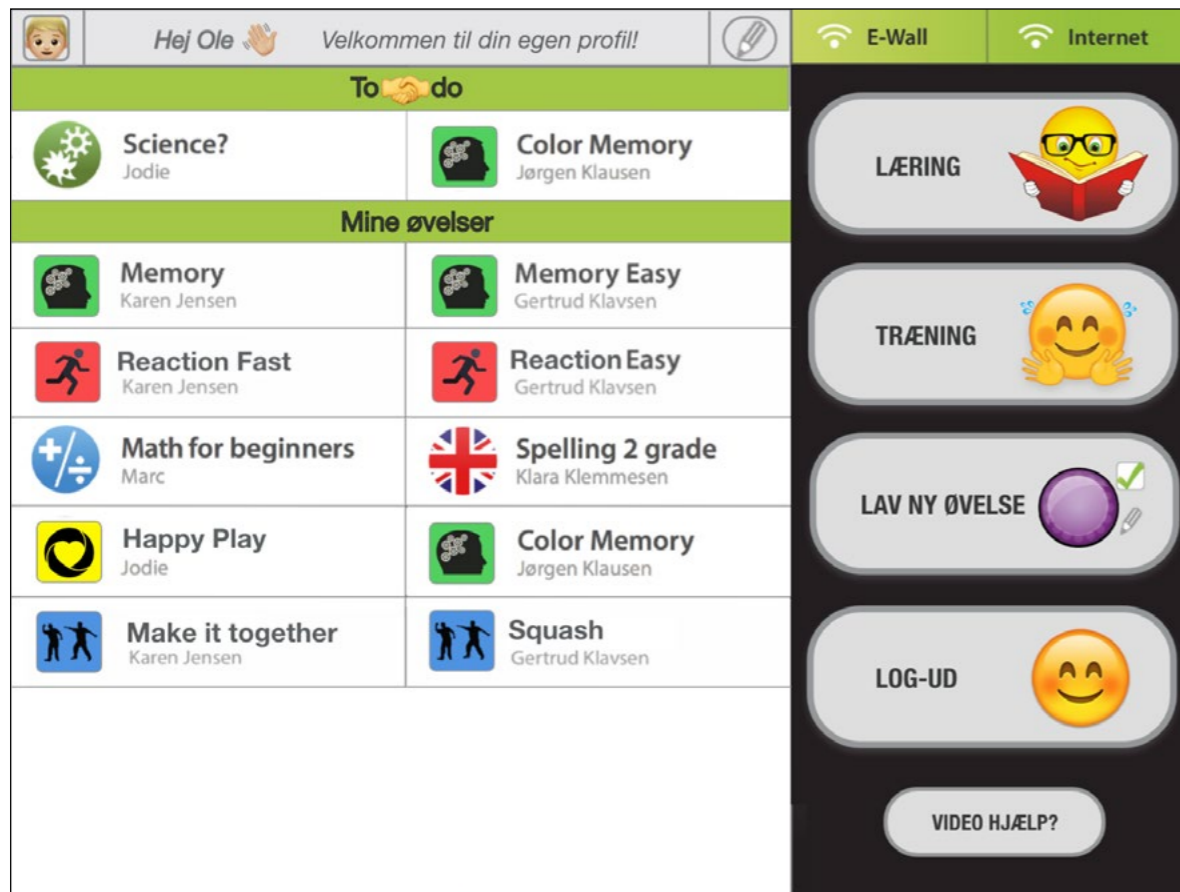 Hej Ole Velkommen til din egen profil!
E-Wall Internet
To do
Science?
Jodie
Color Memory
Jørgen Klausen
Mine øvelser
Memory
Karen Jensen
Memory Easy
Gertrud Klavsen
Reaction Fast
Karen Jensen
Reaction Easy
Gertrud Klavsen
Math for beginners
Marc
Spelling 2 grade
Klara Klemmesen
Happy Play
Jodie
Color Memory
Jørgen Klausen
Make it together
Karen Jensen
Squash
Gertrud Klavsen
LÆRING
TRÆNING
LAV NY ØVELSE
LOG-UD
VIDEO HJÆLP?